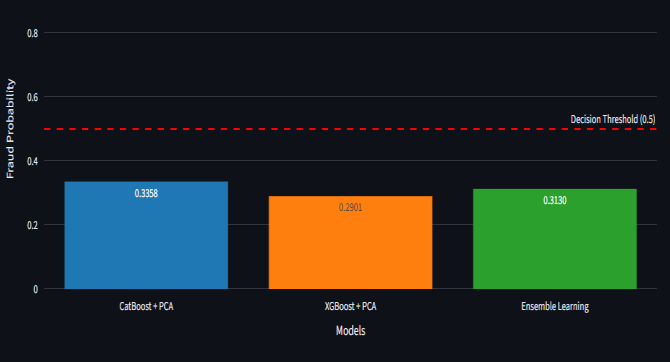 0.8
0.6
0.4
0.2
0
Fraud Probability
Decision Threshold (0.5)
0.3358
0.2901
0.3130
CatBoost + PCA
XGBoost + PCA
Ensemble Learning
Models